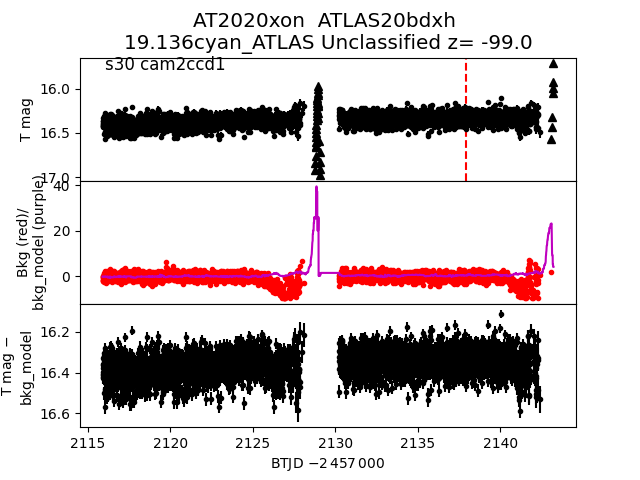 AT2020xon  ATLAS20bdxh
19.136cyan_ATLAS Unclassified z= -99.0
s30 cam2ccd1
T mag
16.0
16.5
17.0
Bkg (red)/
bkg_model (purple)
40
20
0
T mag −
bkg_model
16.2
16.4
16.6
2115 2120 2125 2130 2135 2140
BTJD −2 457 000